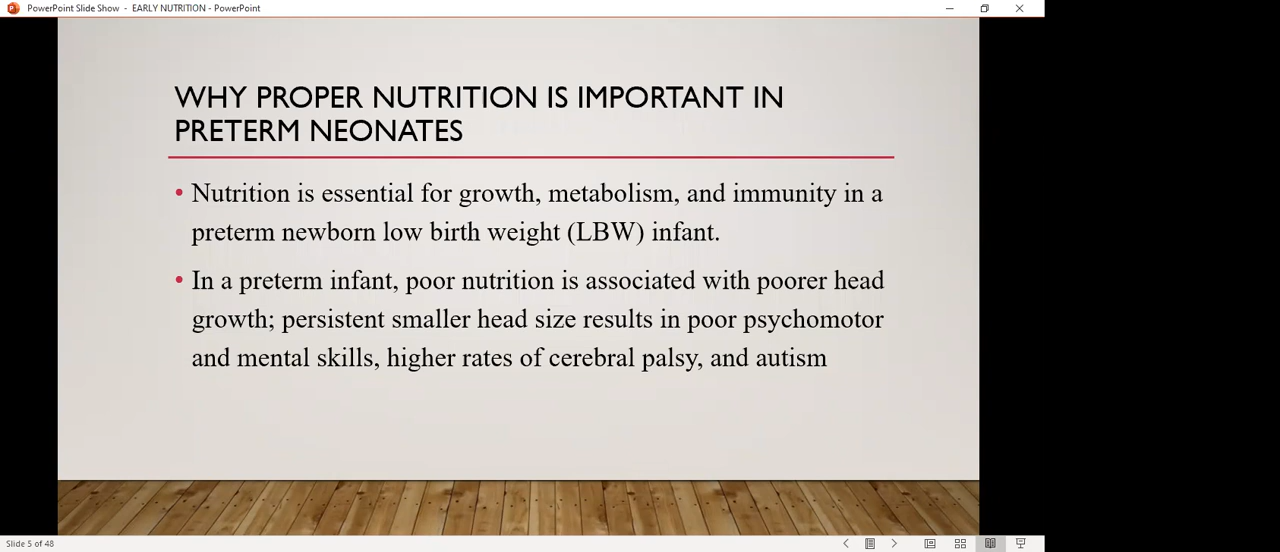 PowerPoint Slide Show - EARLY NUTRITION - PowerPoint
WHY PROPER NUTRITION IS IMPORTANT IN
PRETERM NEONATES
• Nutrition is essential for growth, metabolism, and immunity in a
preterm newborn low birth weight (LBW) infant.
• In a preterm infant, poor nutrition is associated with poorer head
growth; persistent smaller head size results in poor psychomotor
and mental skills, higher rates of cerebral palsy, and autism
Slide 5 of 48